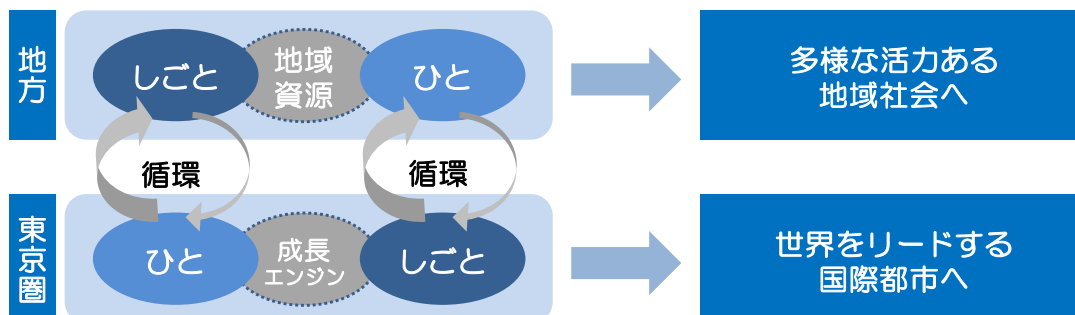 地方
しごと
地域
資源
ひと
多様な活力ある
地域社会へ
循環
循環
東京圏
ひと
成長
エンジン
しごと
世界をリードする
国際都市へ